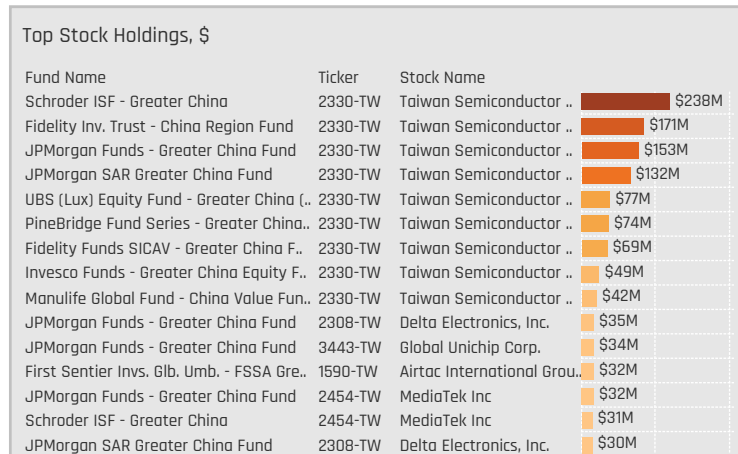 Top Stock Holdings, $
Fund Name Ticker Stock Name
Schroder ISF - Greater China 2330-TW Taiwan Semiconductor .. $238M
Fidelity Inv. Trust - China Region Fund 2330-TW Taiwan Semiconductor .. $171M
JPMorgan Funds - Greater China Fund 2330-TW Taiwan Semiconductor .. $153M
JPMorgan SAR Greater China Fund 2330-TW Taiwan Semiconductor .. $132M
UBS (Lux) Equity Fund - Greater China (.. 2330-TW Taiwan Semiconductor .. $77M
PineBridge Fund Series - Greater China.. 2330-TW Taiwan Semiconductor .. $74M
Fidelity Funds SICAV - Greater China F.. 2330-TW Taiwan Semiconductor .. $69M
Invesco Funds - Greater China Equity F.. 2330-TW Taiwan Semiconductor .. $49M
Manulife Global Fund - China Value Fun.. 2330-TW Taiwan Semiconductor .. $42M
JPMorgan Funds - Greater China Fund 2308-TW Delta Electronics, Inc. $35M
JPMorgan Funds - Greater China Fund 3443-TW Global Unichip Corp. $34M
First Sentier Invs. Glb. Umb. - FSSA Gre.. 1590-TW Airtac International Grou.. $32M
JPMorgan Funds - Greater China Fund 2454-TW MediaTek Inc $32M
Schroder ISF - Greater China 2454-TW MediaTek Inc $31M
JPMorgan SAR Greater China Fund 2308-TW Delta Electronics, Inc. $30M